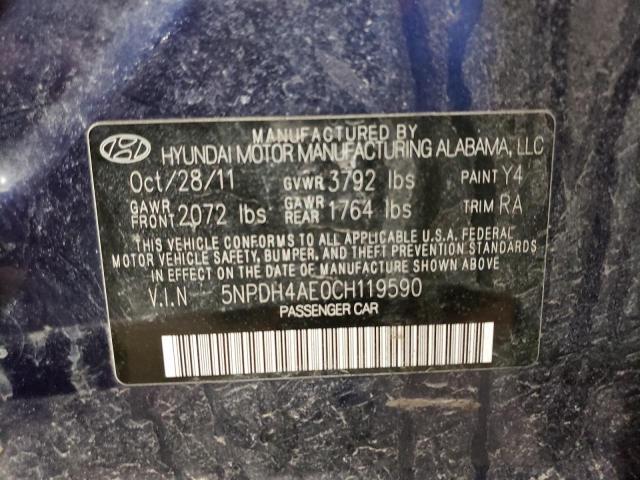 MANUFACTURED BY
HYUNDAI MOTOR MANUFACTURING ALABAMA, LLC
Oct/28/11 GVWR 3792 lbs PAINT Y4
GAWR FRONT 2072 lbs GAWR REAR 1764 lbs TRIM RA
THIS VEHICLE CONFORMS TO ALL APPLICABLE U.S.A. FEDERAL
MOTOR VEHICLE SAFETY, BUMPER, AND THEFT PREVENTION STANDARDS
IN EFFECT ON THE DATE OF MANUFACTURE SHOWN ABOVE.
V.I.N 5NPDH4AE0CH119590
PASSENGER CAR